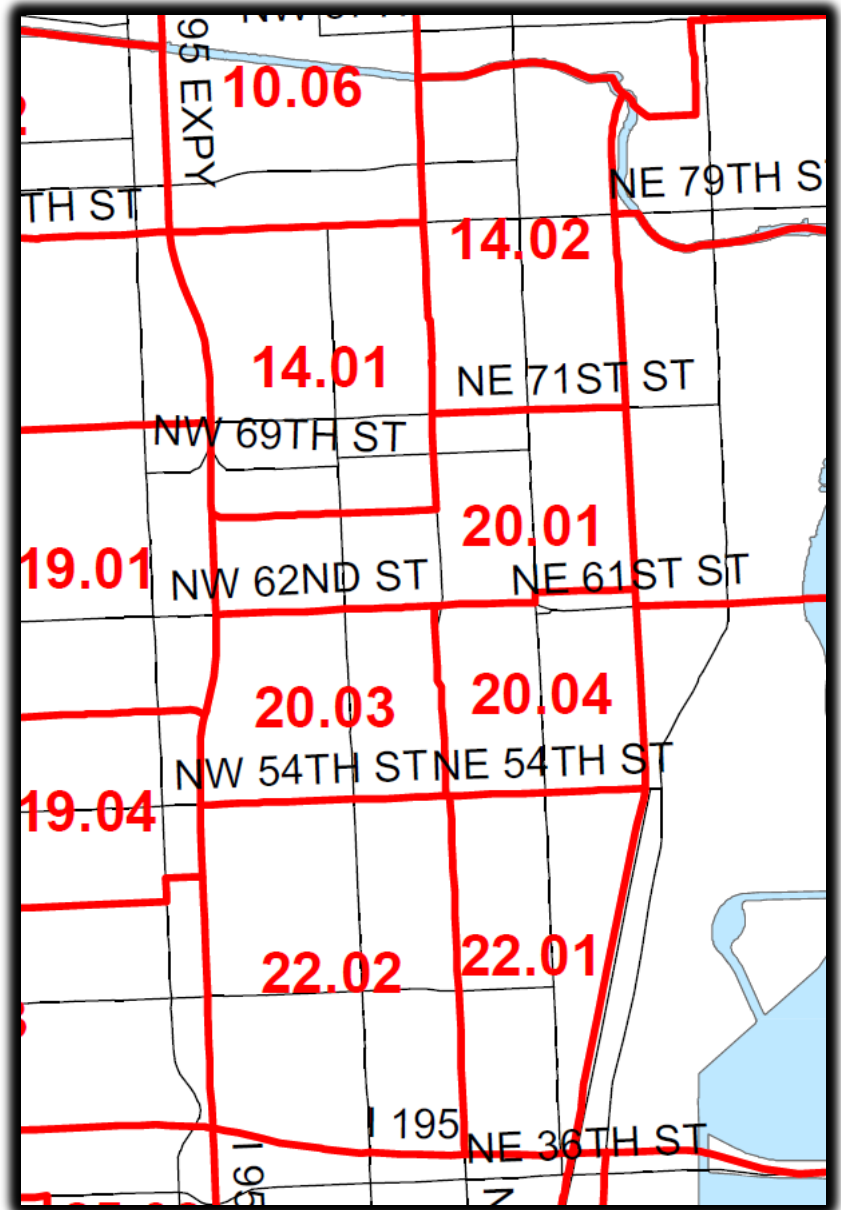 95 EXPY
10.06
NE 79TH S
TH ST
14.02
14.01
NE 71ST ST
NW 69TH ST
20.01
19.01
NW 62ND ST
NE 61ST ST
20.03
20.04
NW 54TH ST
NE 54TH ST
19.04
22.01
22.02
I 195
NE 36TH ST
I 95
N